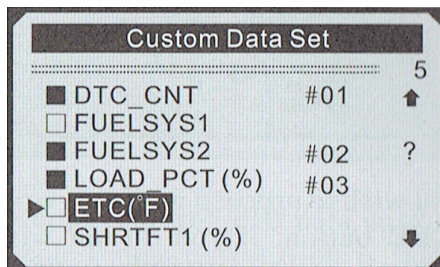 Custom Data Set
5
DTC_CNT #01
FUELSYS1
FUELSYS2 #02 ?
LOAD_PCT (%) #03
ETC(°F)
SHRTFT1 (%)